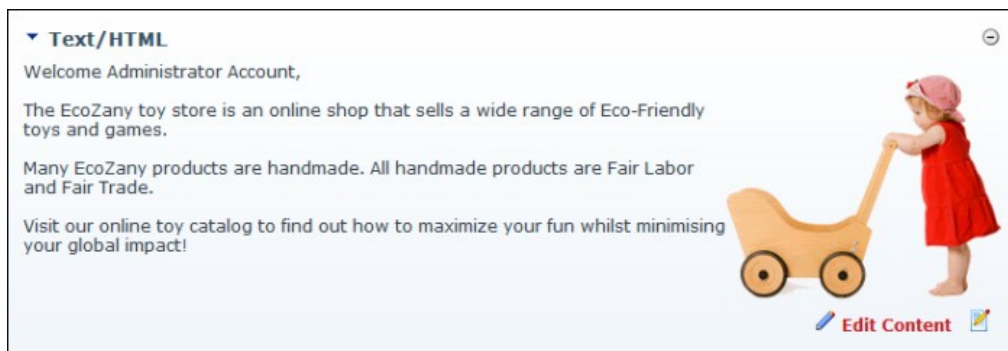 Text/HTML
Welcome Administrator Account,
The EcoZany toy store is an online shop that sells a wide range of Eco-Friendly
toys and games.
Many EcoZany products are handmade. All handmade products are Fair Labor
and Fair Trade.
Visit our online toy catalog to find out how to maximize your fun whilst minimising
your global impact!
Edit Content